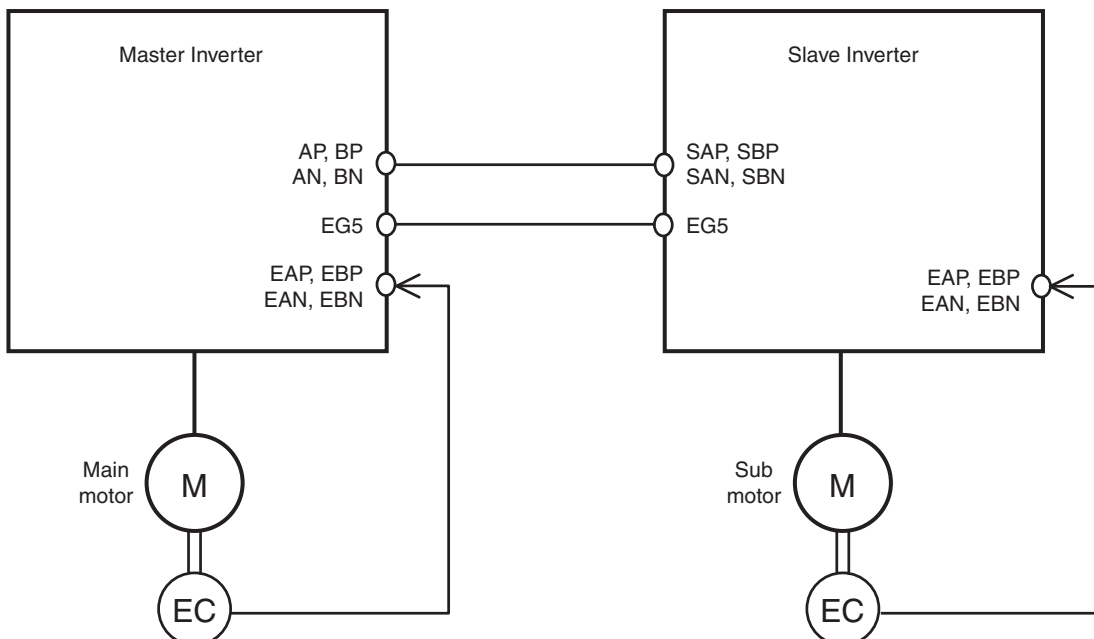 Master Inverter
AP, BP
AN, BN
EG5
EAP, EBP
EAN, EBN
Main
motor
M
EC
Slave Inverter
SAP, SBP
SAN, SBN
EG5
EAP, EBP
EAN, EBN
Sub
motor
M
EC